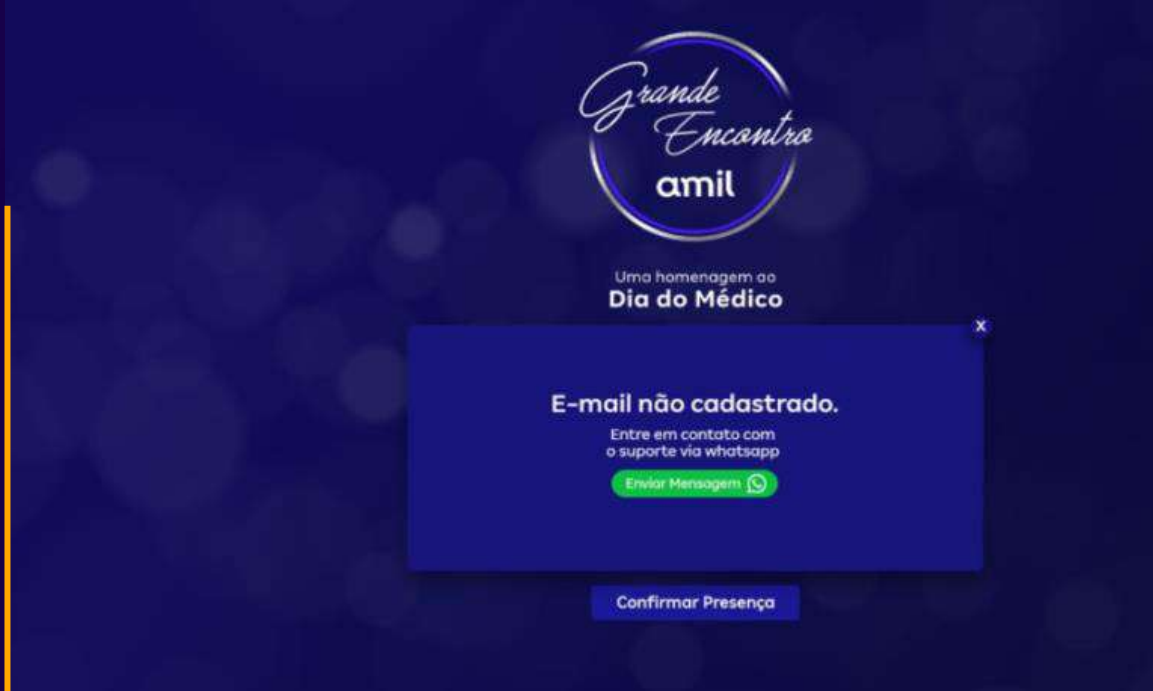 Grande
Encontro
amil
Uma homenagem ao
Dia do Médico
X
E-mail não cadastrado.
Entre em contato com
o suporte via whatsapp
Enviar Mensagem
Confirmar Presença